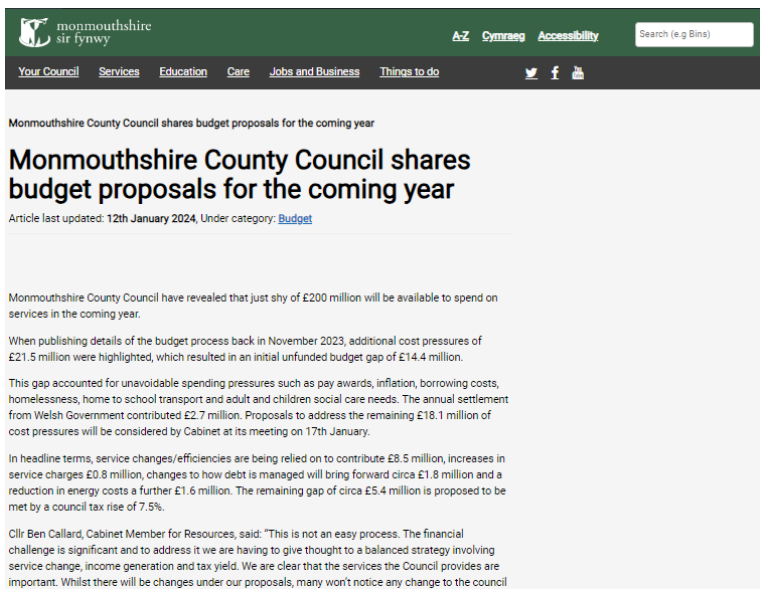 monmouthshire
sir fynwy
A-Z Cymraeg Accessibility
Search (e.g Bins)
Your Council Services Education Care Jobs and Business Things to do
Monmouthshire County Council shares budget proposals for the coming year
Monmouthshire County Council shares
budget proposals for the coming year
Article last updated: 12th January 2024, Under category: Budget
Monmouthshire County Council have revealed that just shy of £200 million will be available to spend on
services in the coming year.
When publishing details of the budget process back in November 2023, additional cost pressures of
£21.5 million were highlighted, which resulted in an initial unfunded budget gap of £14.4 million.
This gap accounted for unavoidable spending pressures such as pay awards, inflation, borrowing costs,
homelessness, home to school transport and adult and children social care needs. The annual settlement
from Welsh Government contributed £2.7 million. Proposals to address the remaining £18.1 million of
cost pressures will be considered by Cabinet at its meeting on 17th January.
In headline terms, service changes/efficiencies are being relied on to contribute £8.5 million, increases in
service charges £0.8 million, changes to how debt is managed will bring forward circa £1.8 million and a
reduction in energy costs a further £1.6 million. The remaining gap of circa £5.4 million is proposed to be
met by a council tax rise of 7.5%.
Cllr Ben Callard, Cabinet Member for Resources, said: “This is not an easy process. The financial
challenge is significant and to address it we are having to give thought to a balanced strategy involving
service change, income generation and tax yield. We are clear that the services the Council provides are
important. Whilst there will be changes under our proposals, many won’t notice any change to the council